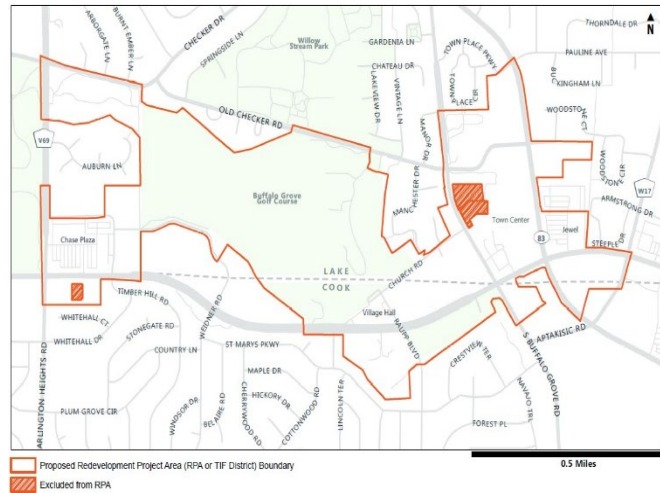 THORNDALE DR
N
ARBORGATE LN
BURNT EMBER LN
CHECKER DR
SPRINGSIDE LN
Willow
Stream Park
GARDENIA LN
CHATEAU DR
LAKEVIEW DR
VINTAGE LN
TOWN PLACE PKWY
TOWN PLACE CIR
PAULINE AVE
BUCKINGHAM LN
WOODSTONE CT
OLD CHECKER RD
MANOR DR
V69
AUBURN LN
Buffalo Grove
Golf Course
MANCHESTER DR
WOODSTONE CIR
W17
ARMSTRONG DR
Town Center
Jewel
83
STEEPLE DR
Chase Plaza
CHURCH RD
LAKE
COOK
TIMBER HILL RD
WEIDNER RD
Village Hall
RAUPP BLVD
APTAKISIC RD
WHITEHALL CT
WHITEHALL DR
STONEGATE RD
COUNTRY LN
ST MARYS PKWY
CRESTVIEW TER
S BUFFALO GROVE RD
NAVAJO TRL
MAPLE DR
HICKORY DR
ARLINGTON HEIGHTS RD
PLUM GROVE CIR
WINDSOR DR
BELAIRE RD
CHERRYWOOD RD
COTTONWOOD RD
LINCOLN TER
FOREST PL
Proposed Redevelopment Project Area (RPA or TIF District) Boundary
Excluded from RPA
0.5 Miles